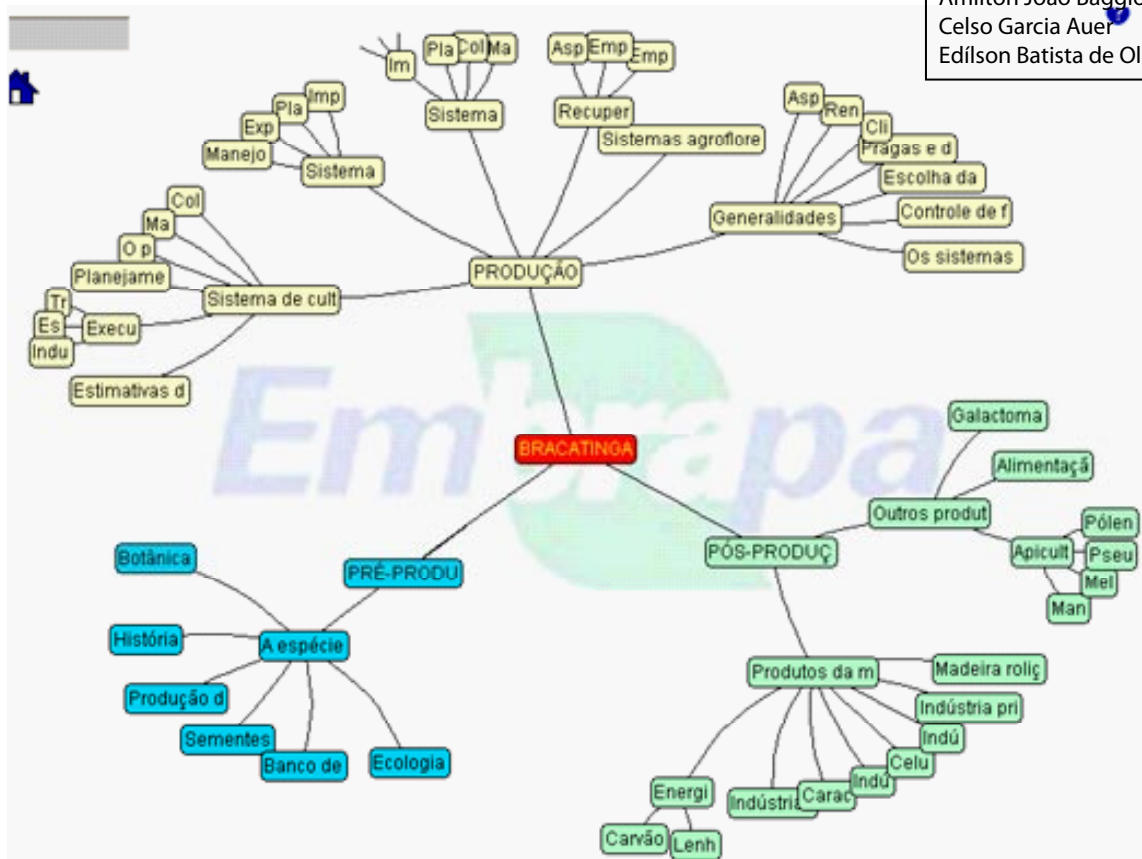 Amilton João Baggio
Celso Garcia Auer
Edílson Batista de Ol
?
Im
Pla
Col
Ma
Asp
Emp
Emp
Sistema
Recuper
Sistemas agroflore
Imp
Pla
Exp
Manejo
Sistema
Asp
Ren
Cli
Pragas e d
Escolha da
Controle de f
Os sistemas
Generalidades
PRODUÇÃO
Col
Ma
O p
Planejame
Sistema de cult
Tr
Es
Indu
Execu
Estimativas d
Embrapa
BRACATINGA
Galactoma
Alimentaçã
Outros produt
Pólen
Apicult
Pseu
Mel
Man
PÓS-PRODUÇ
PRÉ-PRODU
Botânica
História
A espécie
Produção d
Sementes
Banco de
Ecologia
Produtos da m
Madeira roliç
Indústria pri
Indú
Celu
Indú
Carac
Indústria
Energi
Carvão
Lenh